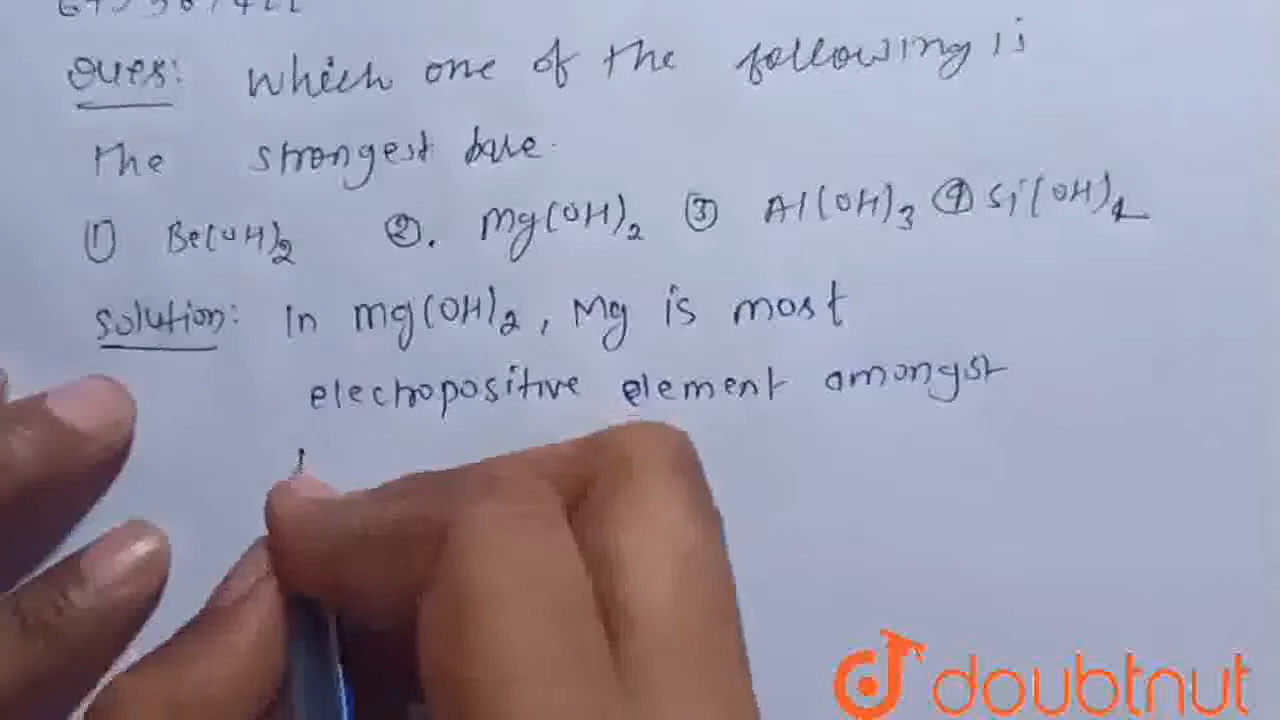 Ques: Which one of the following is
the strongest base.
① Be(OH)2 ②. Mg(OH)2 ③ Al(OH)3 ④ Si(OH)4
Solution: In mg(OH)2, Mg is most
electropositive element amongst
doubtnut